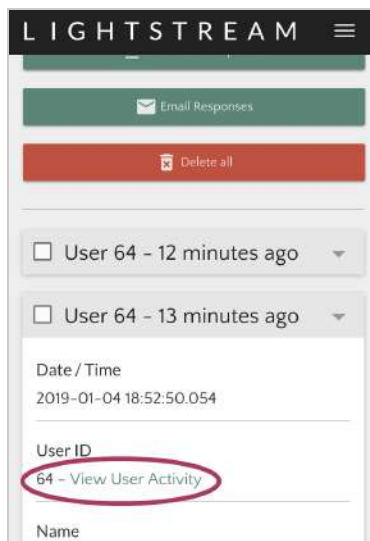 LIGHTSTREAM
Email Responses
Delete all
User 64 - 12 minutes ago
User 64 - 13 minutes ago
Date / Time
2019-01-04 18:52:50.054
User ID
64 - View User Activity
Name